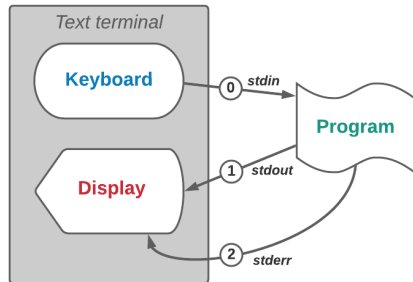 Text terminal
Keyboard
0 stdin
Program
Display
1
stdout
2 stderr